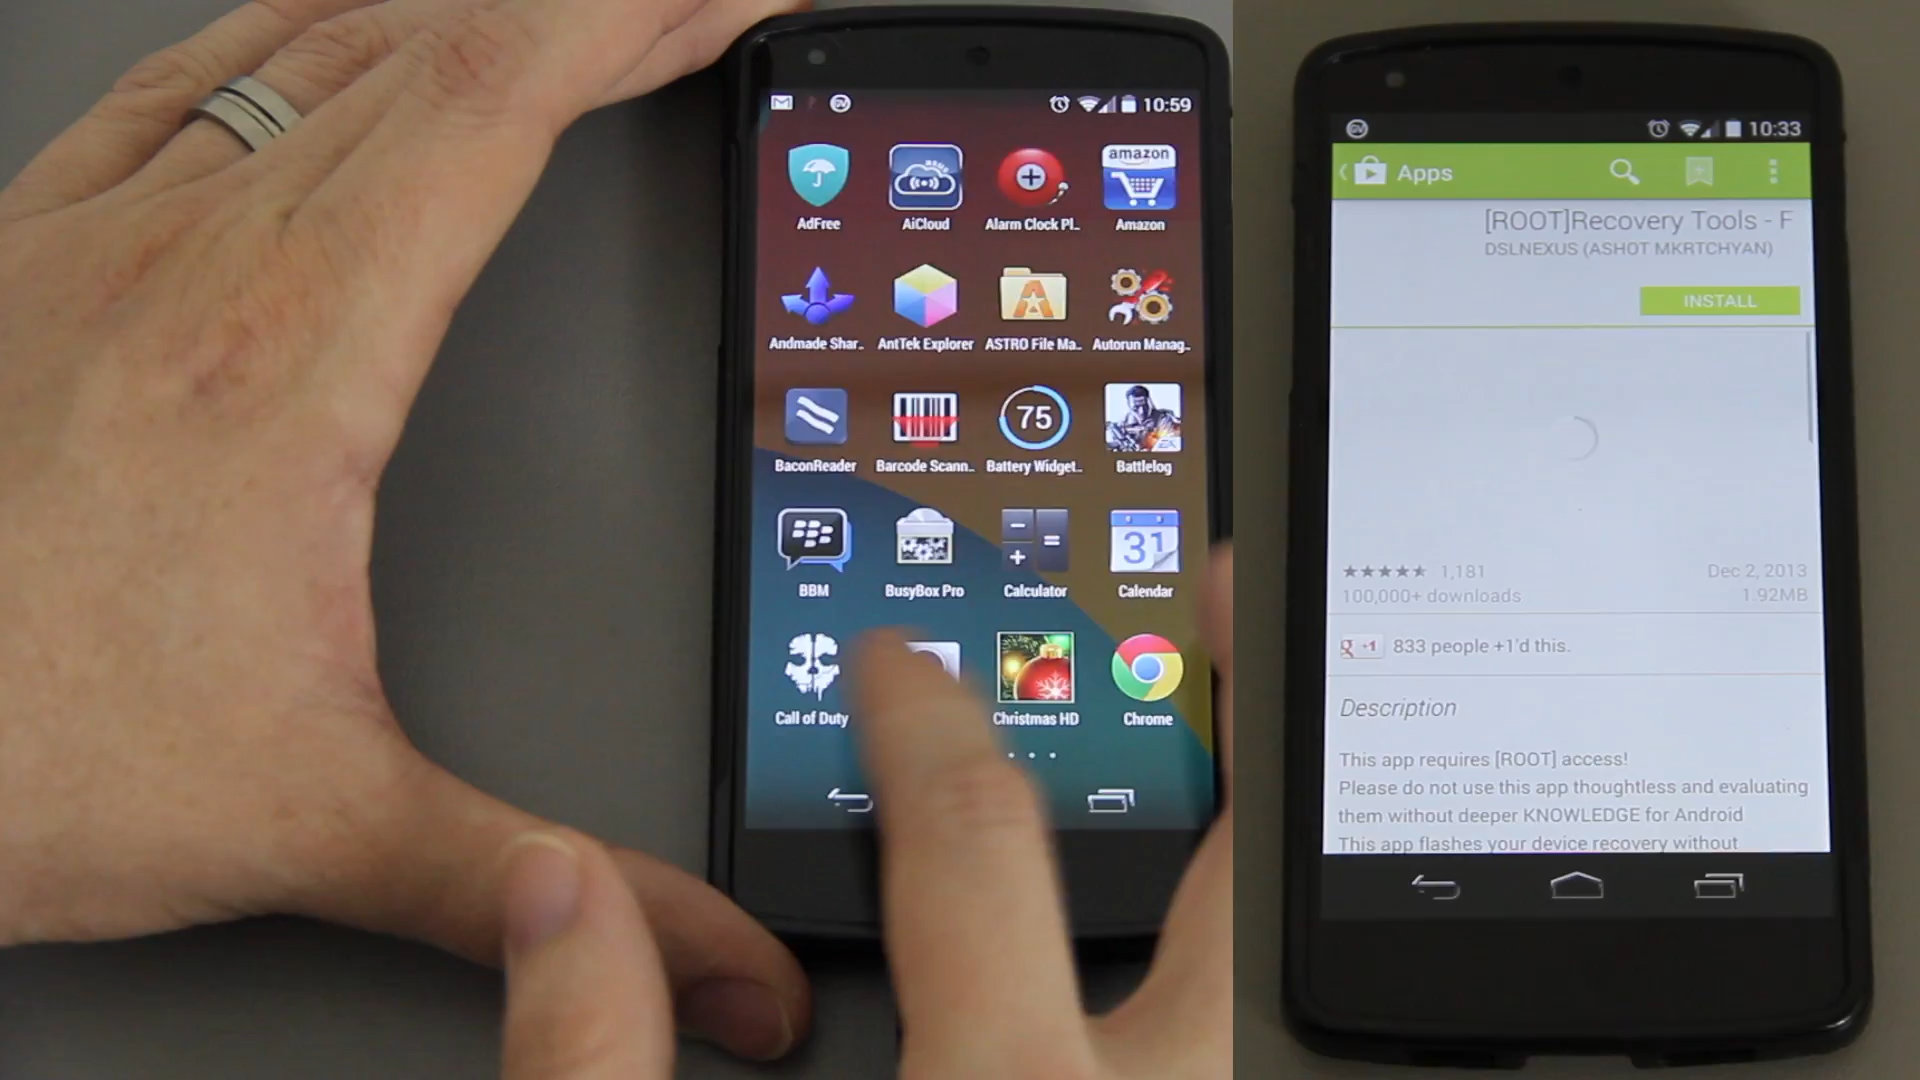 10:59
AdFree
asus
AiCloud
Alarm Clock Pl..
amazon
Amazon
Andmade Shar..
AntTek Explorer
ASTRO File Ma..
Autorun Manag..
BaconReader
Barcode Scann..
75
Battery Widget..
EA
Battlelog
BBM
BusyBox Pro
Calculator
31
Calendar
Call of Duty
Christmas HD
Chrome
10:33
Apps
[ROOT]Recovery Tools - F
DSLNEXUS (ASHOT MKRTCHYAN)
INSTALL
1,181
Dec 2, 2013
100,000+ downloads
1.92MB
g +1 833 people +1'd this.
Description
This app requires [ROOT] access!
Please do not use this app thoughtless and evaluating
them without deeper KNOWLEDGE for Android
This app flashes your device recovery without